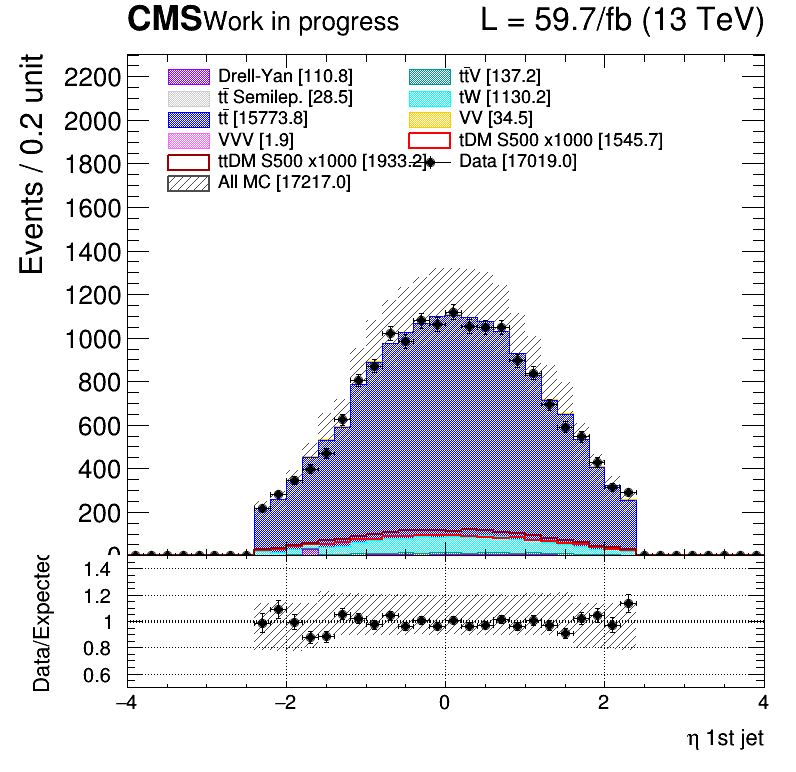 CMS Work in progress L = 59.7/fb (13 TeV)
Events / 0.2 unit
2200
2000
1800
1600
1400
1200
1000
800
600
400
200
0
Drell-Yan [110.8] tt̄V [137.2]
tt̄ Semilep. [28.5] tW [1130.2]
tt̄ [15773.8] VV [34.5]
VVV [1.9] tDM S500 x1000 [1545.7]
ttDM S500 x1000 [1933.2] Data [17019.0]
All MC [17217.0]
Data/Expected
1.4
1.2
1
0.8
0.6
−4 −2 0 2 4
η 1st jet